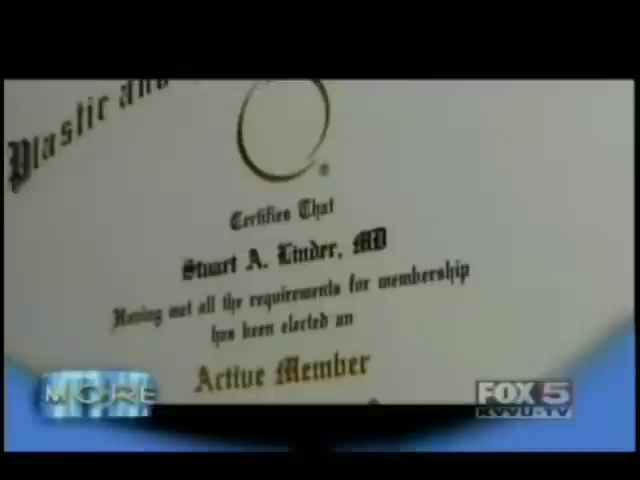 Plastic and
®
Certifies That
Stuart A. Linder, MD
Having met all the requirements for membership
has been elected an
Active Member
MORE
FOX 5
KVVU-TV